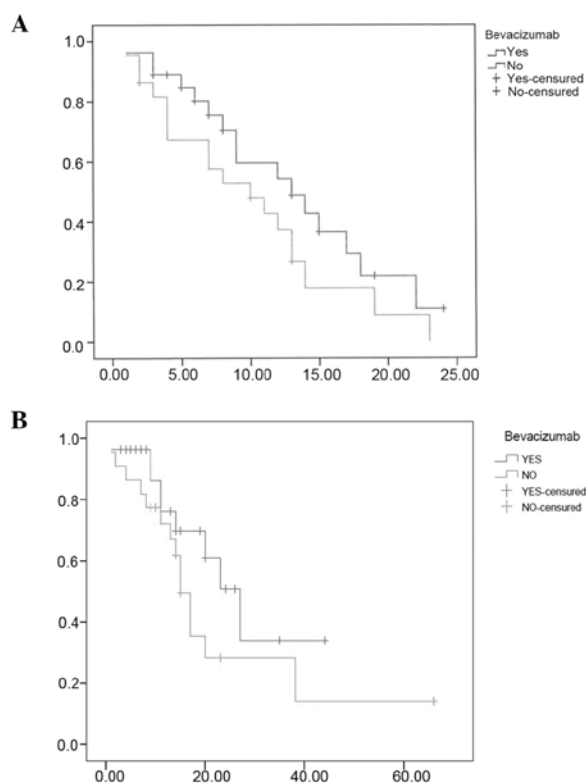 A
Bevacizumab
Yes
No
Yes-censured
No-censured
1.0
0.8
0.6
0.4
0.2
0.0
0.00 5.00 10.00 15.00 20.00 25.00
B
Bevacizumab
YES
NO
YES-censured
NO-censured
1.0
0.8
0.6
0.4
0.2
0.0
0.00 20.00 40.00 60.00